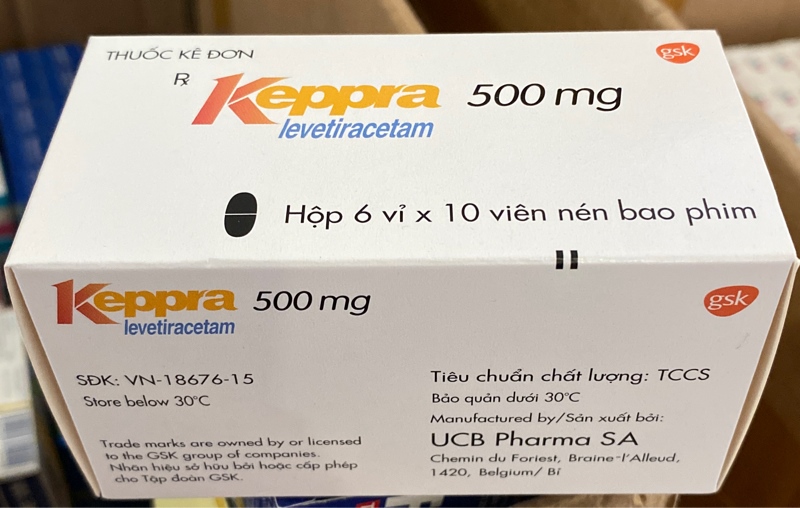 THUỐC KÊ ĐƠN
gsk
Rx Keppra 500 mg
levetiracetam
Hộp 6 vỉ x 10 viên nén bao phim
Keppra 500 mg
levetiracetam
gsk
SĐK: VN-18676-15
Store below 30°C
Trade marks are owned by or licensed
to the GSK group of companies.
Nhãn hiệu sở hữu bởi hoặc cấp phép
cho Tập đoàn GSK.
Tiêu chuẩn chất lượng: TCCS
Bảo quản dưới 30°C
Manufactured by/Sản xuất bởi:
UCB Pharma SA
Chemin du Foriest, Braine-l'Alleud,
1420, Belgium/ Bỉ